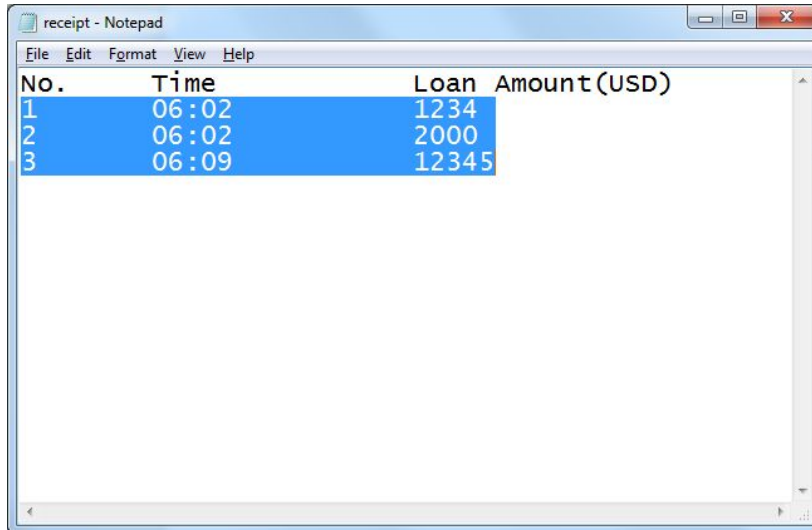 receipt - Notepad
File Edit Format View Help
No. Time Loan Amount(USD)
1 06:02 1234
2 06:02 2000
3 06:09 12345